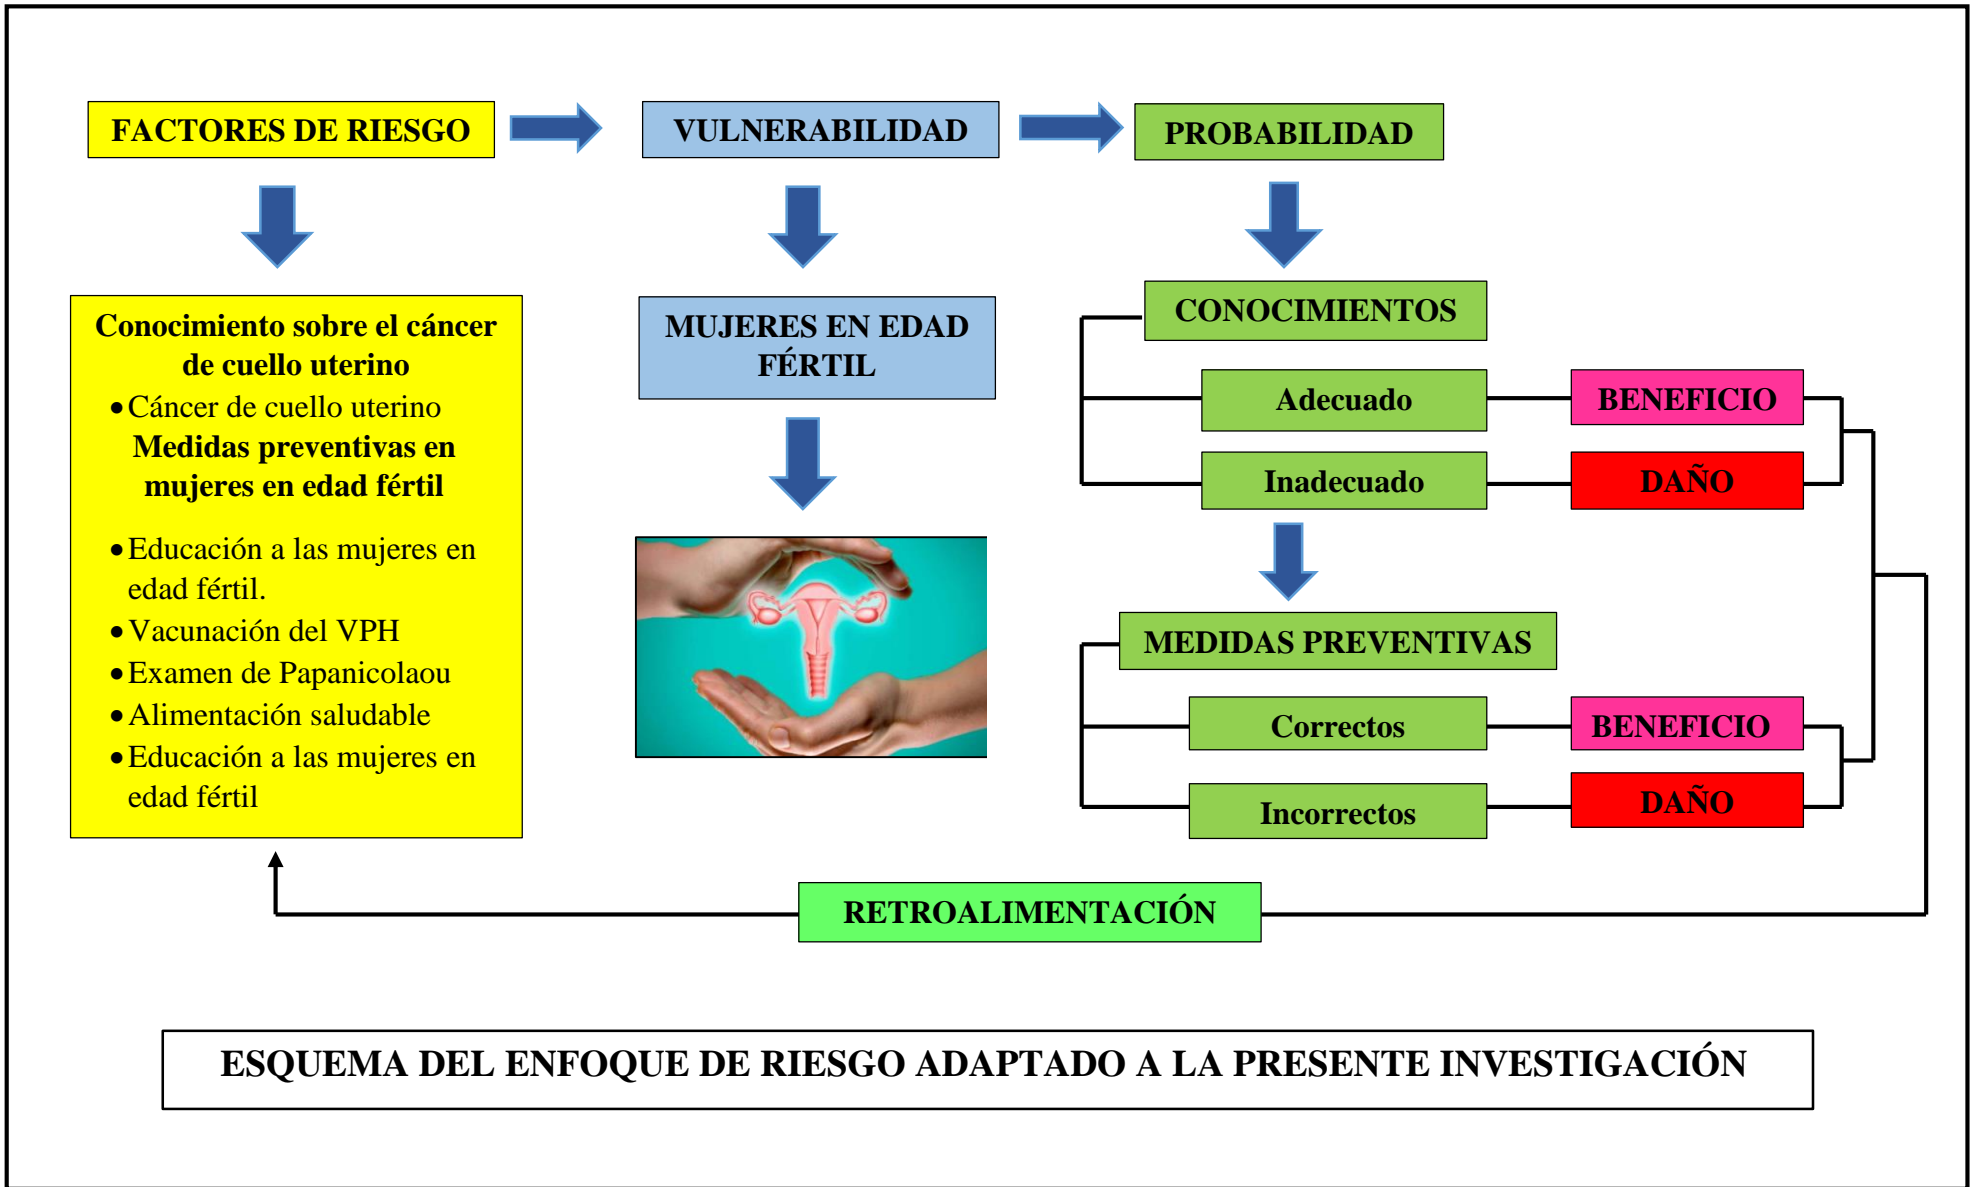 FACTORES DE RIESGO
VULNERABILIDAD
PROBABILIDAD
Conocimiento sobre el cáncer
de cuello uterino
• Cáncer de cuello uterino
Medidas preventivas en
mujeres en edad fértil
• Educación a las mujeres en
edad fértil.
• Vacunación del VPH
• Examen de Papanicolaou
• Alimentación saludable
• Educación a las mujeres en
edad fértil
MUJERES EN EDAD
FÉRTIL
CONOCIMIENTOS
Adecuado
BENEFICIO
Inadecuado
DAÑO
MEDIDAS PREVENTIVAS
Correctos
BENEFICIO
Incorrectos
DAÑO
RETROALIMENTACIÓN
ESQUEMA DEL ENFOQUE DE RIESGO ADAPTADO A LA PRESENTE INVESTIGACIÓN